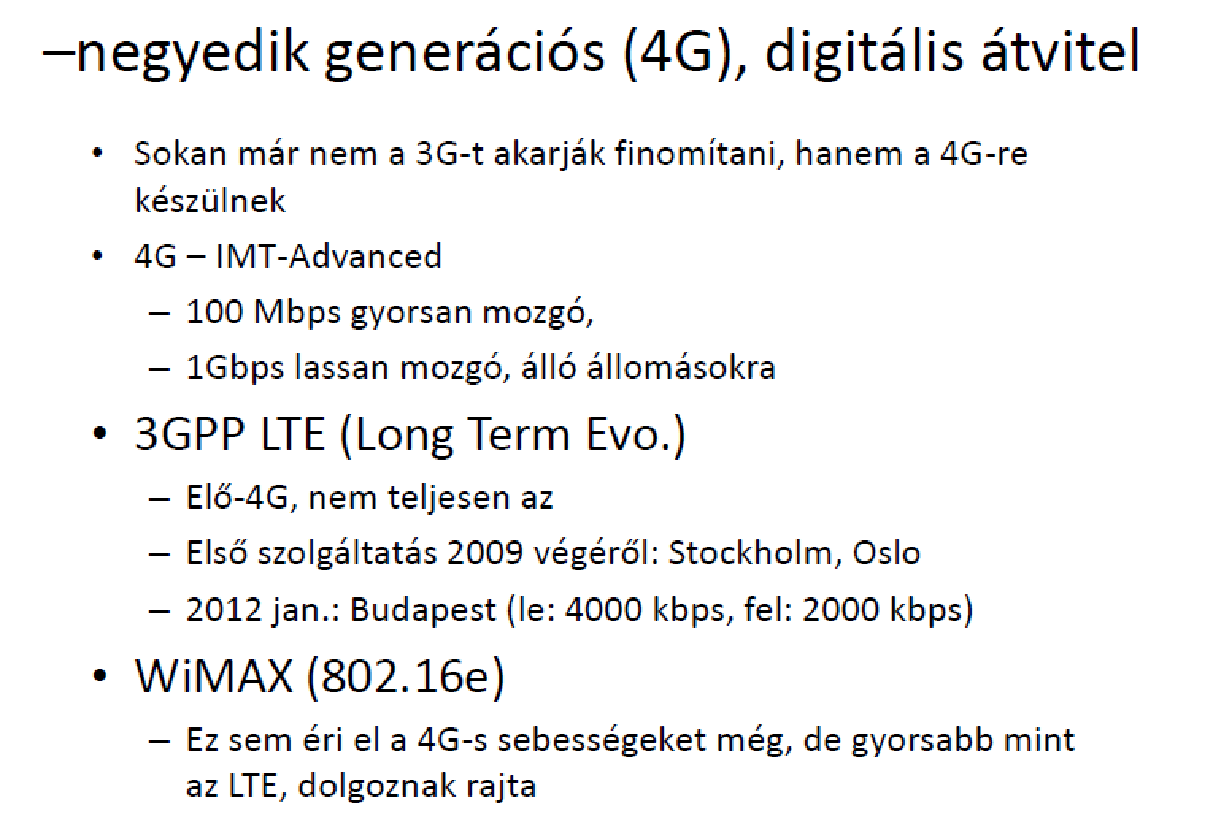 –negyedik generációs (4G), digitális átvitel
• Sokan már nem a 3G-t akarják finomítani, hanem a 4G-re
készülnek
• 4G – IMT-Advanced
– 100 Mbps gyorsan mozgó,
– 1Gbps lassan mozgó, álló állomásokra
• 3GPP LTE (Long Term Evo.)
– Elő-4G, nem teljesen az
– Első szolgáltatás 2009 végéről: Stockholm, Oslo
– 2012 jan.: Budapest (le: 4000 kbps, fel: 2000 kbps)
• WiMAX (802.16e)
– Ez sem éri el a 4G-s sebességeket még, de gyorsabb mint
az LTE, dolgoznak rajta